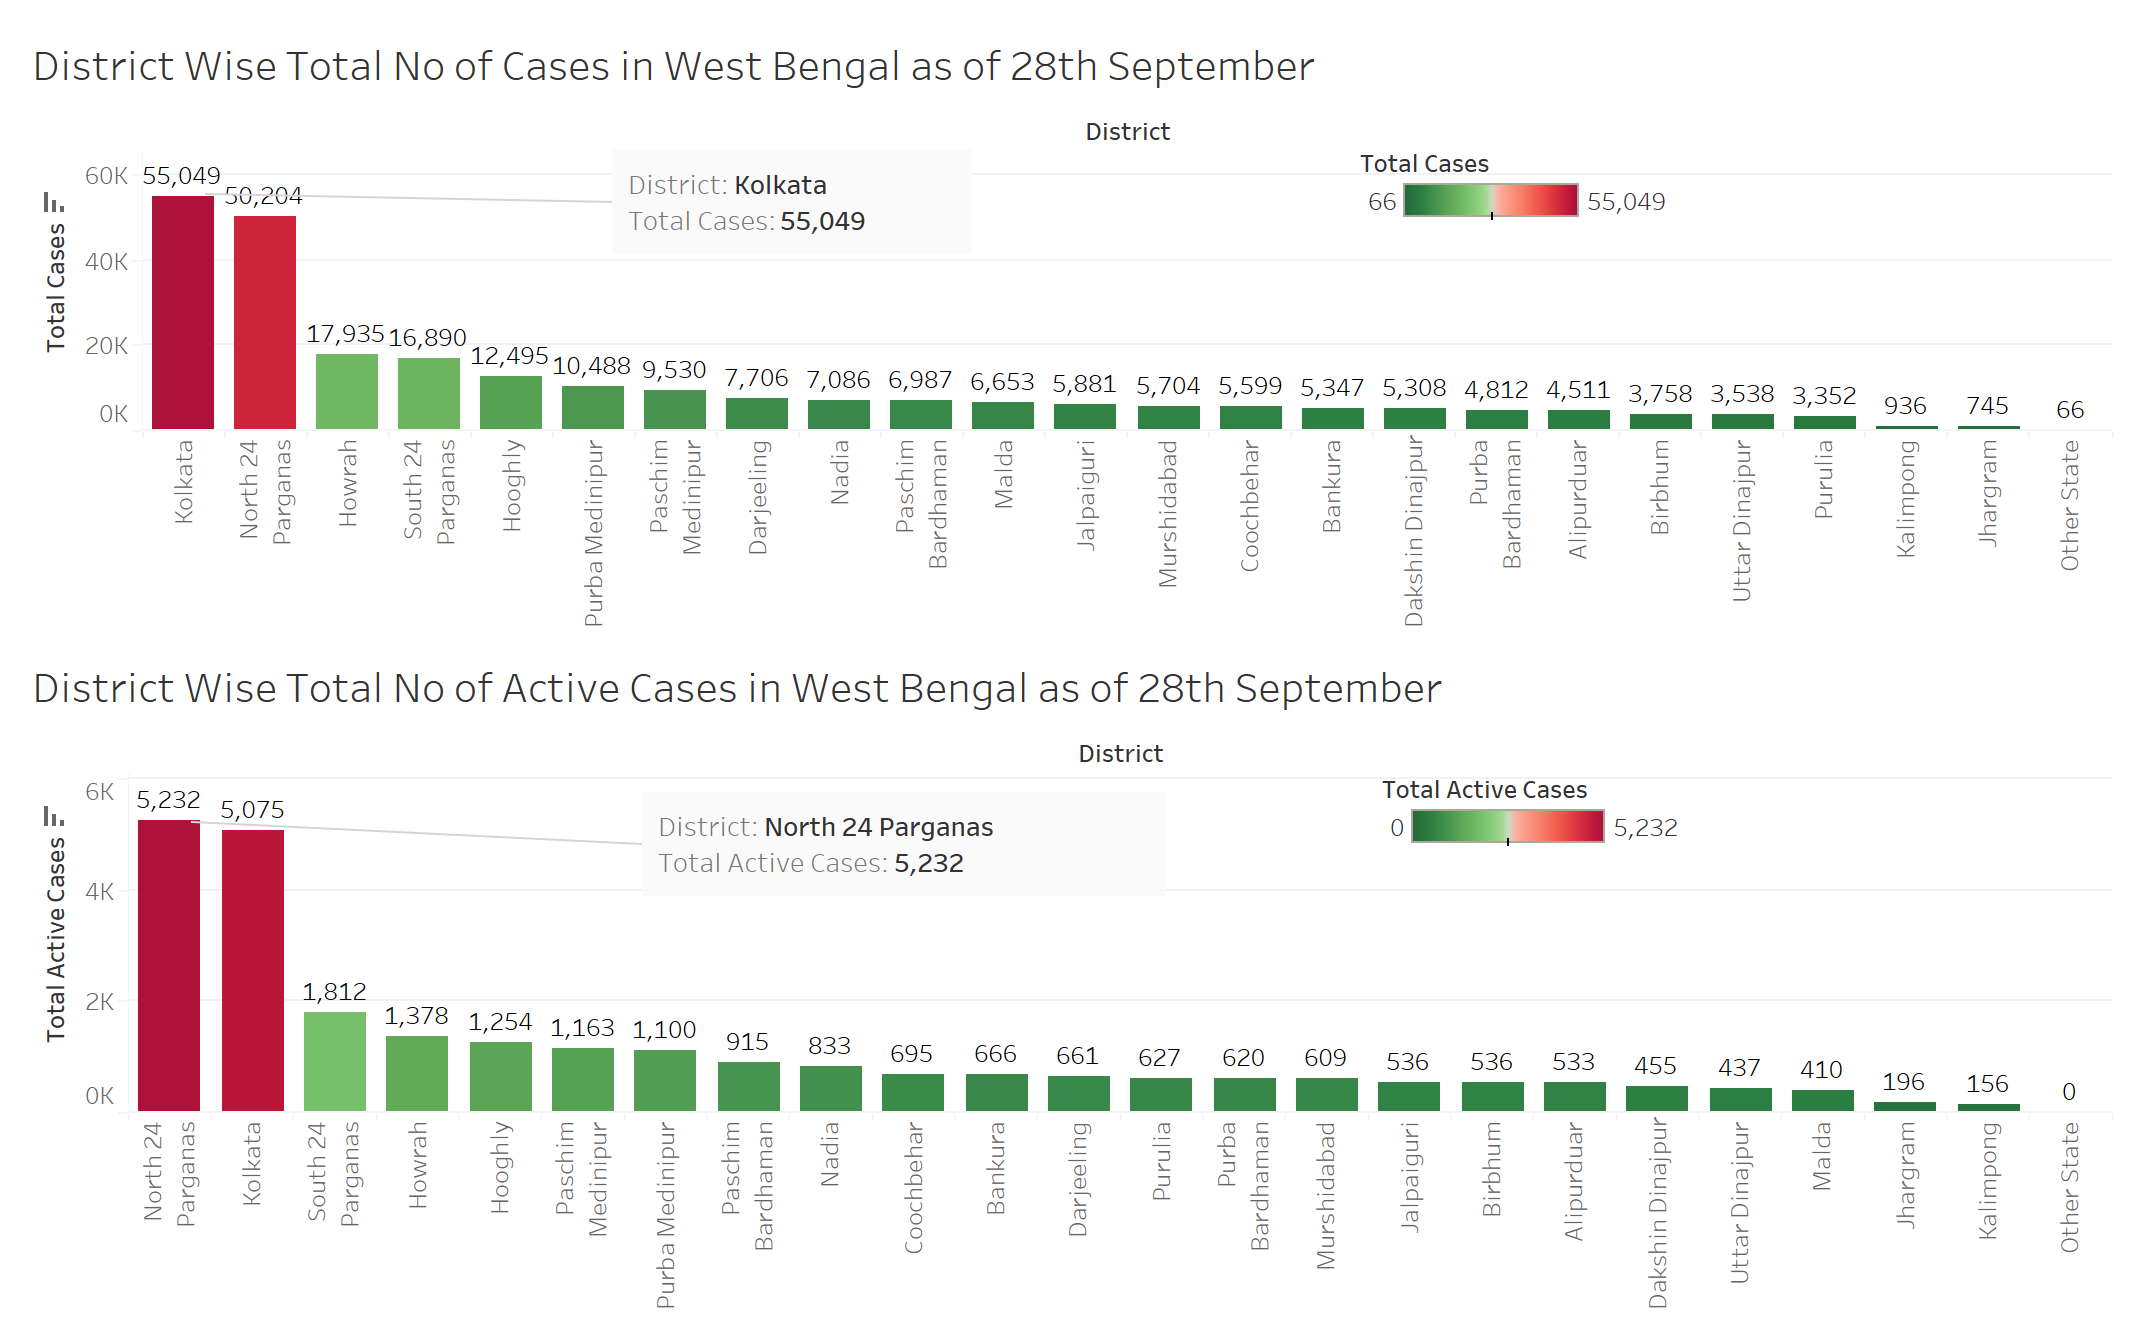 District Wise Total No of Cases in West Bengal as of 28th September
District
Total Cases
60K
40K
20K
0K
55,049
50,204
17,935
16,890
12,495
10,488
9,530
7,706
7,086
6,987
6,653
5,881
5,704
5,599
5,347
5,308
4,812
4,511
3,758
3,538
3,352
936
745
66
District: Kolkata
Total Cases: 55,049
Total Cases
66
55,049
Kolkata
North 24
Parganas
Howrah
South 24
Parganas
Hooghly
Purba Medinipur
Paschim
Medinipur
Darjeeling
Nadia
Paschim
Bardhaman
Malda
Jalpaiguri
Murshidabad
Coochbehar
Bankura
Dakshin Dinajpur
Purba
Bardhaman
Alipurduar
Birbhum
Uttar Dinajpur
Purulia
Kalimpong
Jhargram
Other State
District Wise Total No of Active Cases in West Bengal as of 28th September
District
Total Active Cases
6K
4K
2K
0K
5,232
5,075
1,812
1,378
1,254
1,163
1,100
915
833
695
666
661
627
620
609
536
536
533
455
437
410
196
156
0
District: North 24 Parganas
Total Active Cases: 5,232
Total Active Cases
0
5,232
North 24
Parganas
Kolkata
South 24
Parganas
Howrah
Hooghly
Paschim
Medinipur
Purba Medinipur
Paschim
Bardhaman
Nadia
Coochbehar
Bankura
Darjeeling
Purulia
Purba
Bardhaman
Murshidabad
Jalpaiguri
Birbhum
Alipurduar
Dakshin Dinajpur
Uttar Dinajpur
Malda
Jhargram
Kalimpong
Other State